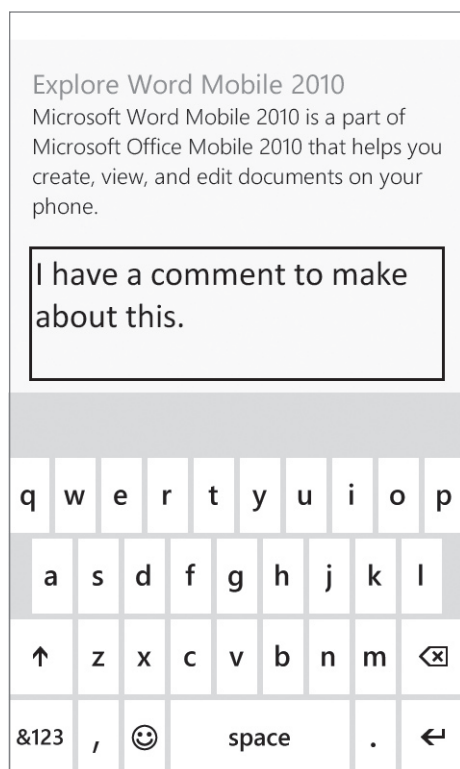 Explore Word Mobile 2010
Microsoft Word Mobile 2010 is a part of
Microsoft Office Mobile 2010 that helps you
create, view, and edit documents on your
phone.
I have a comment to make
about this.
q w e r t y u i o p
a s d f g h j k l
z x c v b n m
&123 , space .